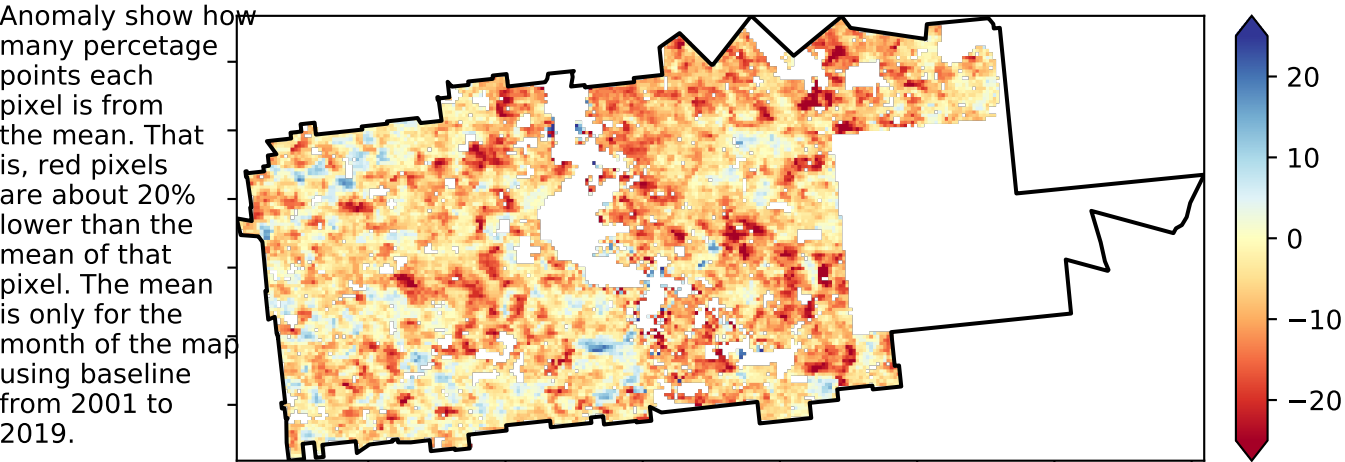 Anomaly show how
many percetage
points each
pixel is from
the mean. That
is, red pixels
are about 20%
lower than the
mean of that
pixel. The mean
is only for the
month of the map
using baseline
from 2001 to
2019.
20
10
0
−10
−20